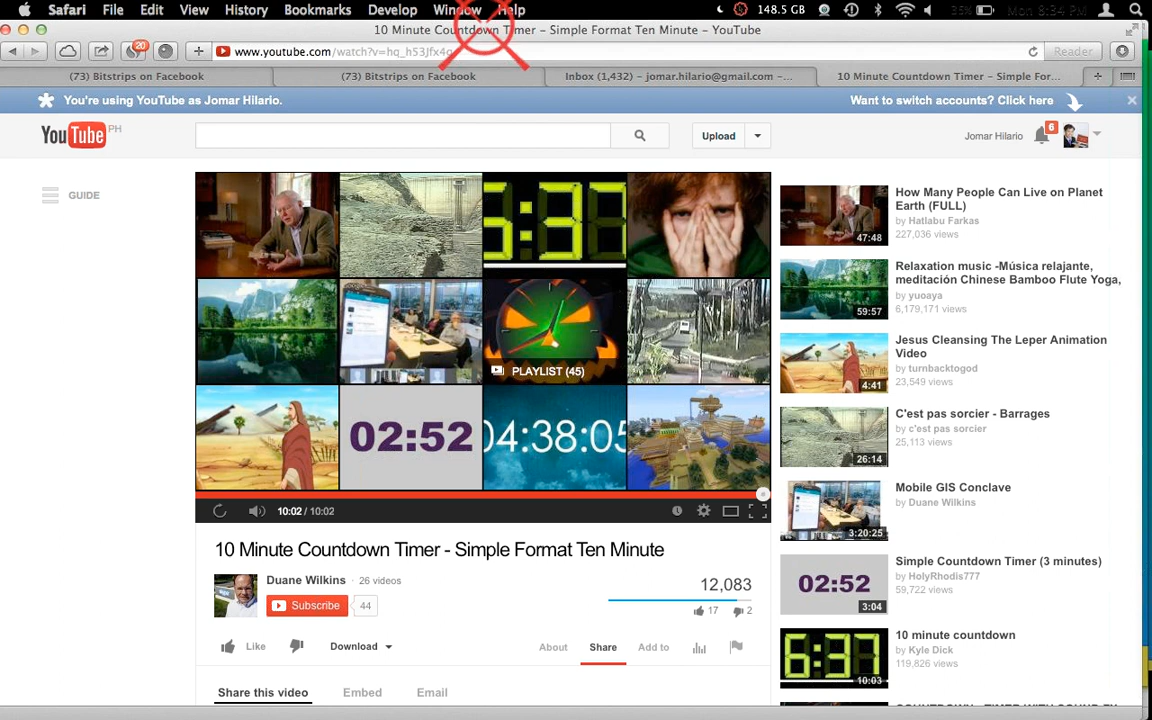 Safari File Edit View History Bookmarks Develop Window Help 148.5 GB 35% Mon 8:34 PM
10 Minute Countdown Timer – Simple Format Ten Minute – YouTube
20 www.youtube.com/watch?v=hq_h53Jfx4g Reader
(73) Bitstrips on Facebook (73) Bitstrips on Facebook Inbox (1,432) – jomar.hilario@gmail.com –... 10 Minute Countdown Timer – Simple For...
You're using YouTube as Jomar Hilario. Want to switch accounts? Click here
YouTube PH Upload Jomar Hilario 6
GUIDE
PLAYLIST (45)
02:52 04:38:05
10:02 / 10:02
10 Minute Countdown Timer - Simple Format Ten Minute
Duane Wilkins · 26 videos
Subscribe 44
12,083
17 2
Like Download About Share Add to
Share this video Embed Email
How Many People Can Live on Planet
Earth (FULL)
by Hatlabu Farkas
227,036 views
47:48
Relaxation music -Música relajante,
meditación Chinese Bamboo Flute Yoga,
by yuoaya
6,179,171 views
59:57
Jesus Cleansing The Leper Animation
Video
by turnbacktogod
23,549 views
4:41
C'est pas sorcier - Barrages
by c'est pas sorcier
25,113 views
26:14
Mobile GIS Conclave
by Duane Wilkins
3:20:25
Simple Countdown Timer (3 minutes)
by HolyRhodis777
59,722 views
02:52
3:04
10 minute countdown
by Kyle Dick
119,826 views
6:37
10:03